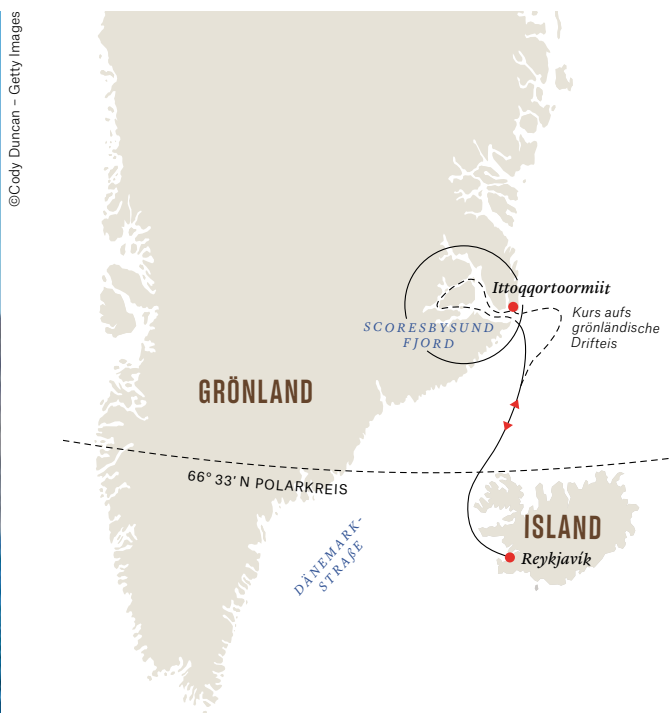 ©Cody Duncan – Getty Images
Ittoqqortoormiit
Kurs aufs
grönländische
Drifteis
SCORESBYSUND
FJORD
GRÖNLAND
66° 33' N POLARKREIS
DÄNEMARK-
STRAßE
ISLAND
Reykjavík